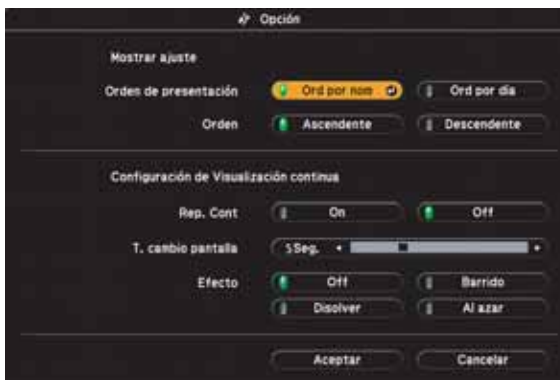 Opción
Mostrar ajuste
Orden de presentación Ord por nom Ord por día
Orden Ascendente Descendente
Configuración de Visualización continua
Rep. Cont On Off
T. cambio pantalla 5Seg.
Efecto Off Barrido
Disolver Al azar
Aceptar Cancelar